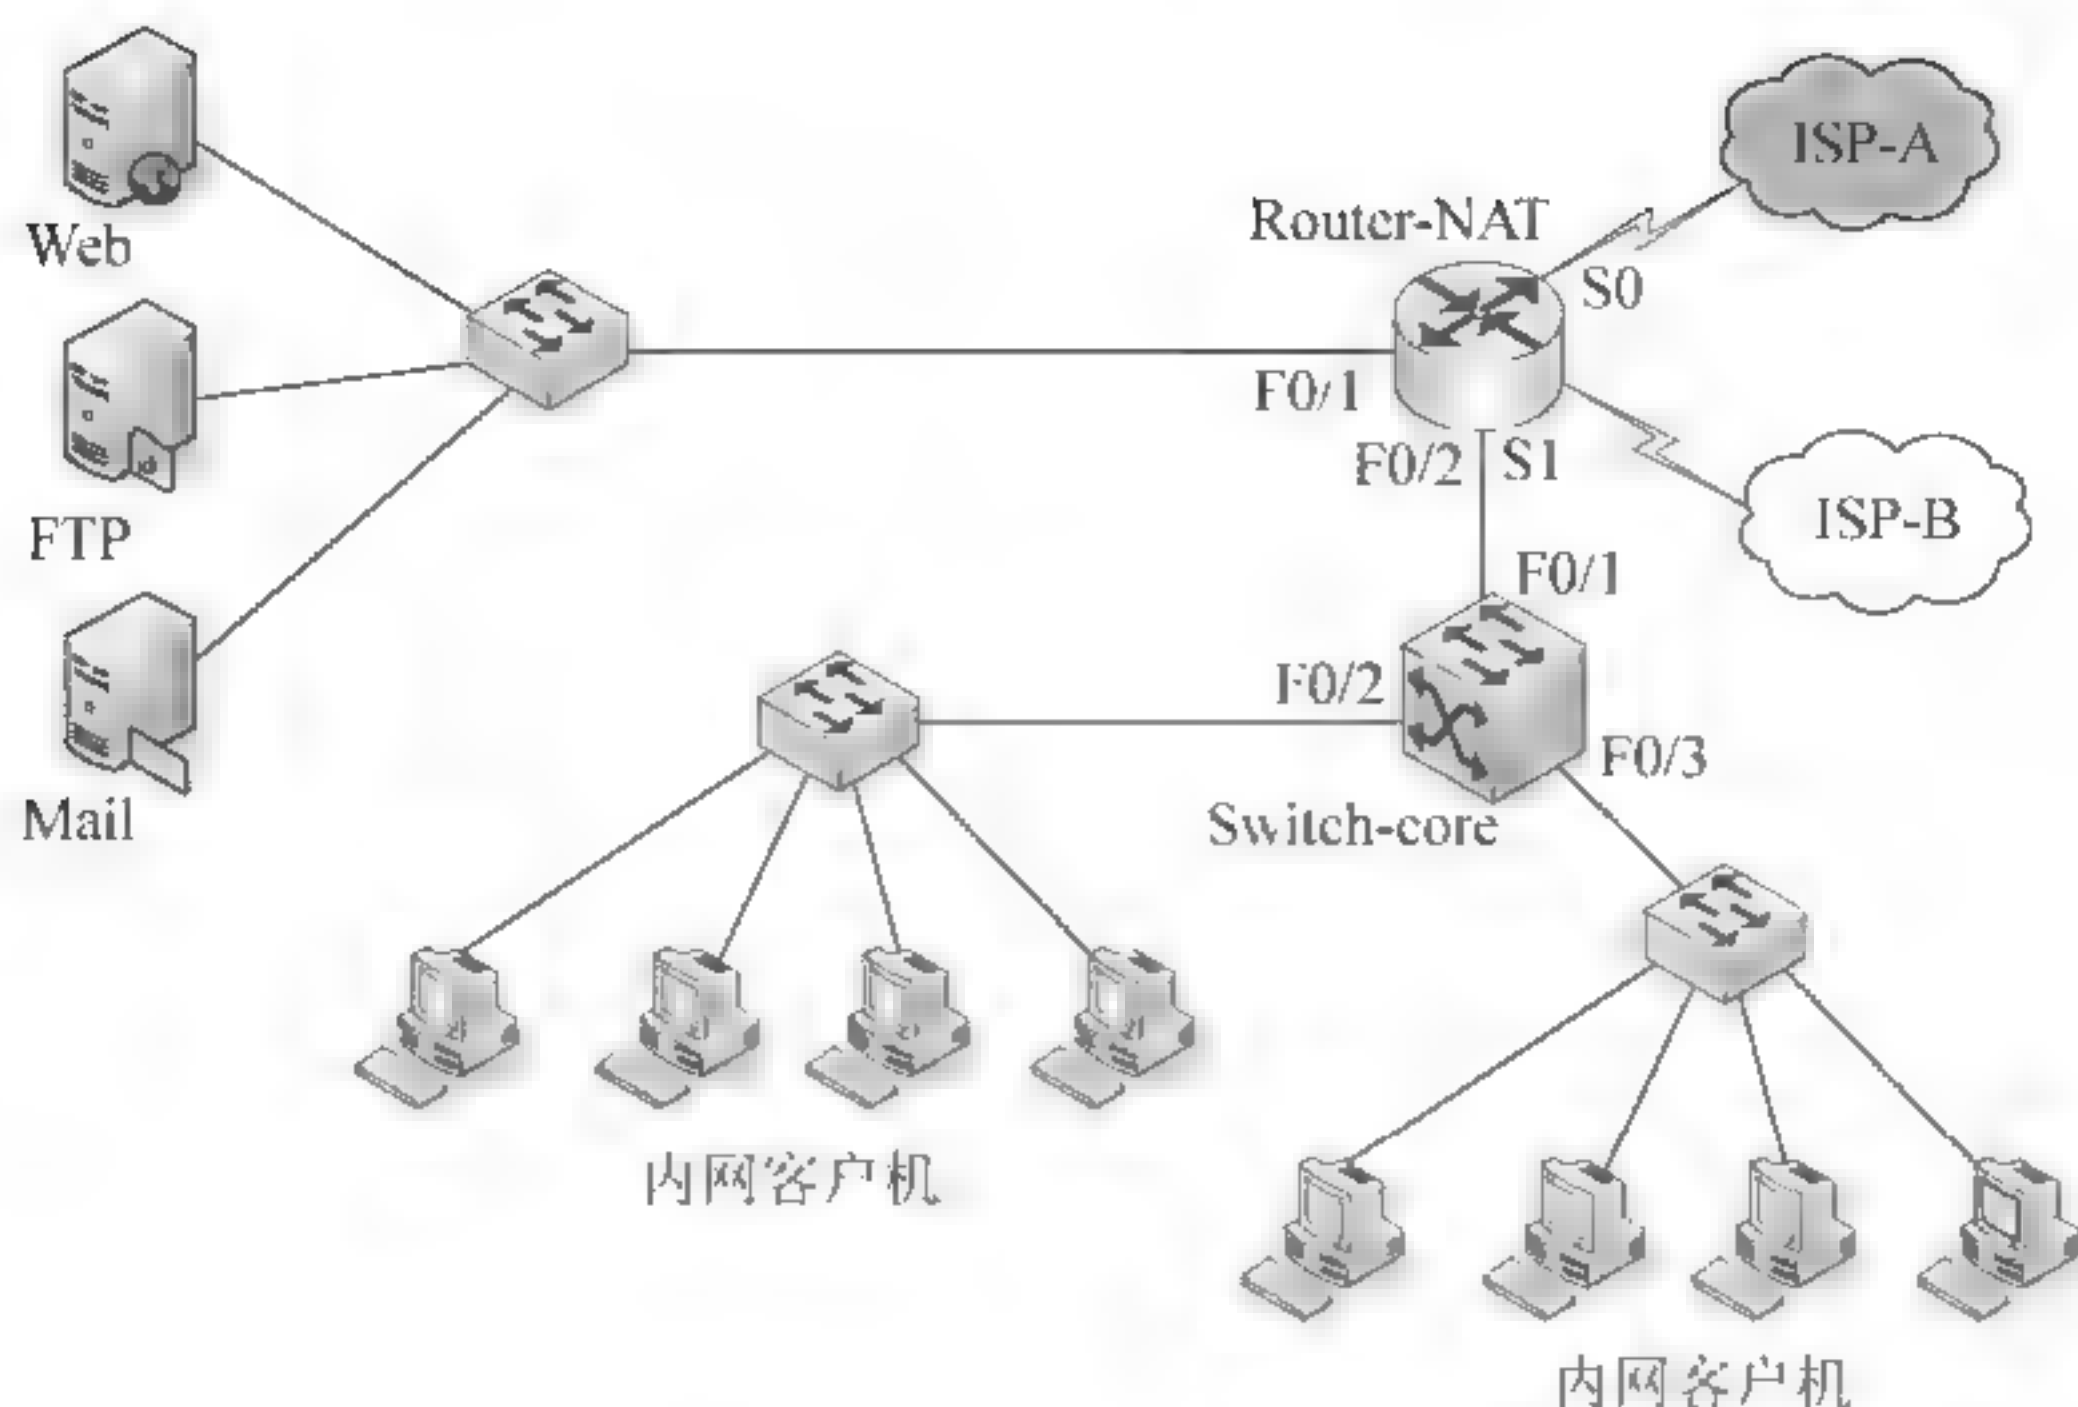 Web
FTP
Mail
Router-NAT
ISP-A
S0
F0/1
F0/2
S1
ISP-B
F0/1
F0/2
F0/3
Switch-core
内网客户机
内网客户机